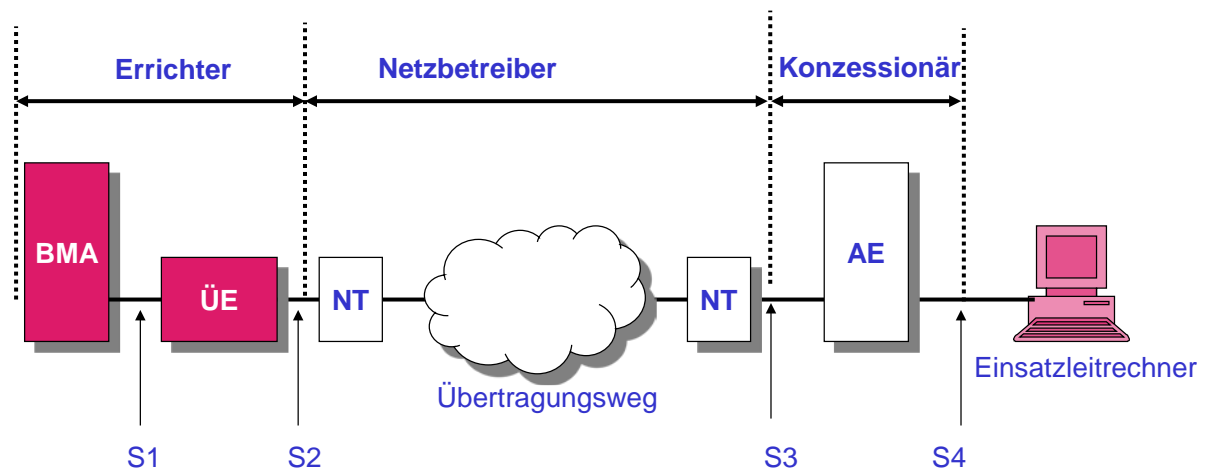 Errichter
Netzbetreiber
Konzessionär
BMA
ÜE
NT
NT
AE
Übertragungsweg
Einsatzleitrechner
S1
S2
S3
S4